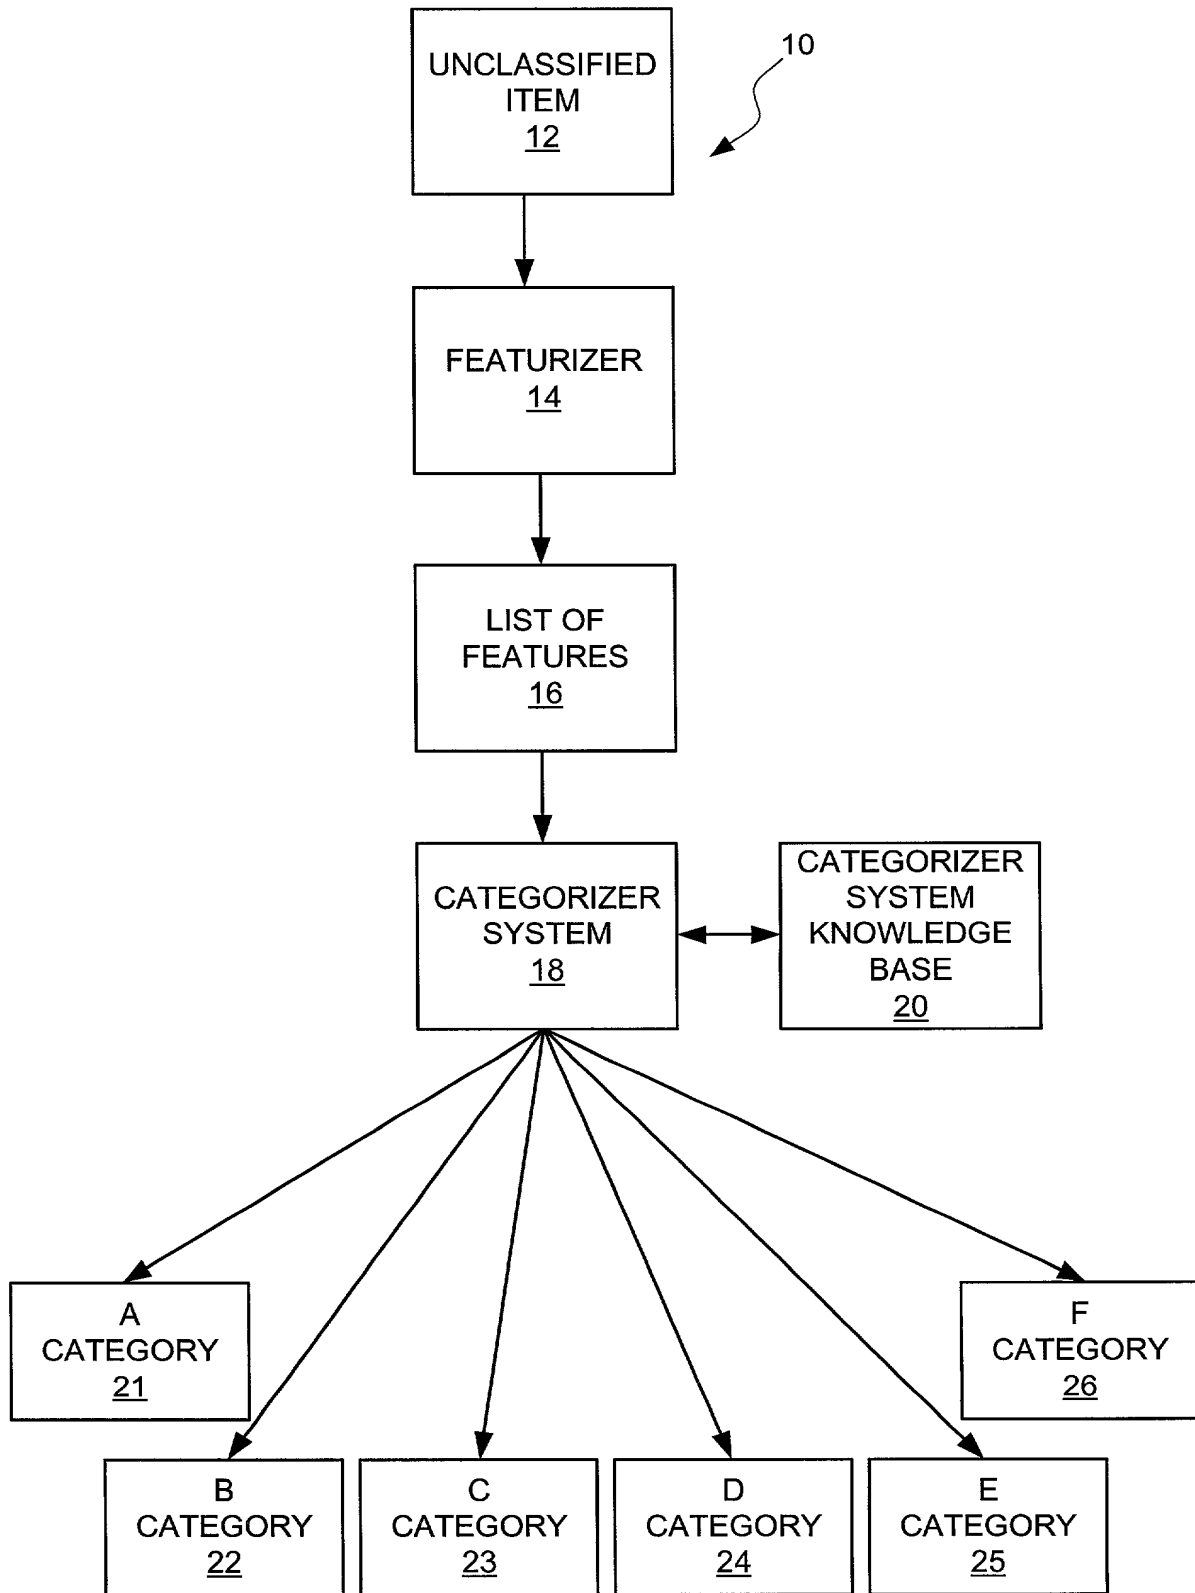 UNCLASSIFIED
ITEM
12
10
FEATURIZER
14
LIST OF
FEATURES
16
CATEGORIZER
SYSTEM
18
CATEGORIZER
SYSTEM
KNOWLEDGE
BASE
20
A
CATEGORY
21
F
CATEGORY
26
B
CATEGORY
22
C
CATEGORY
23
D
CATEGORY
24
E
CATEGORY
25